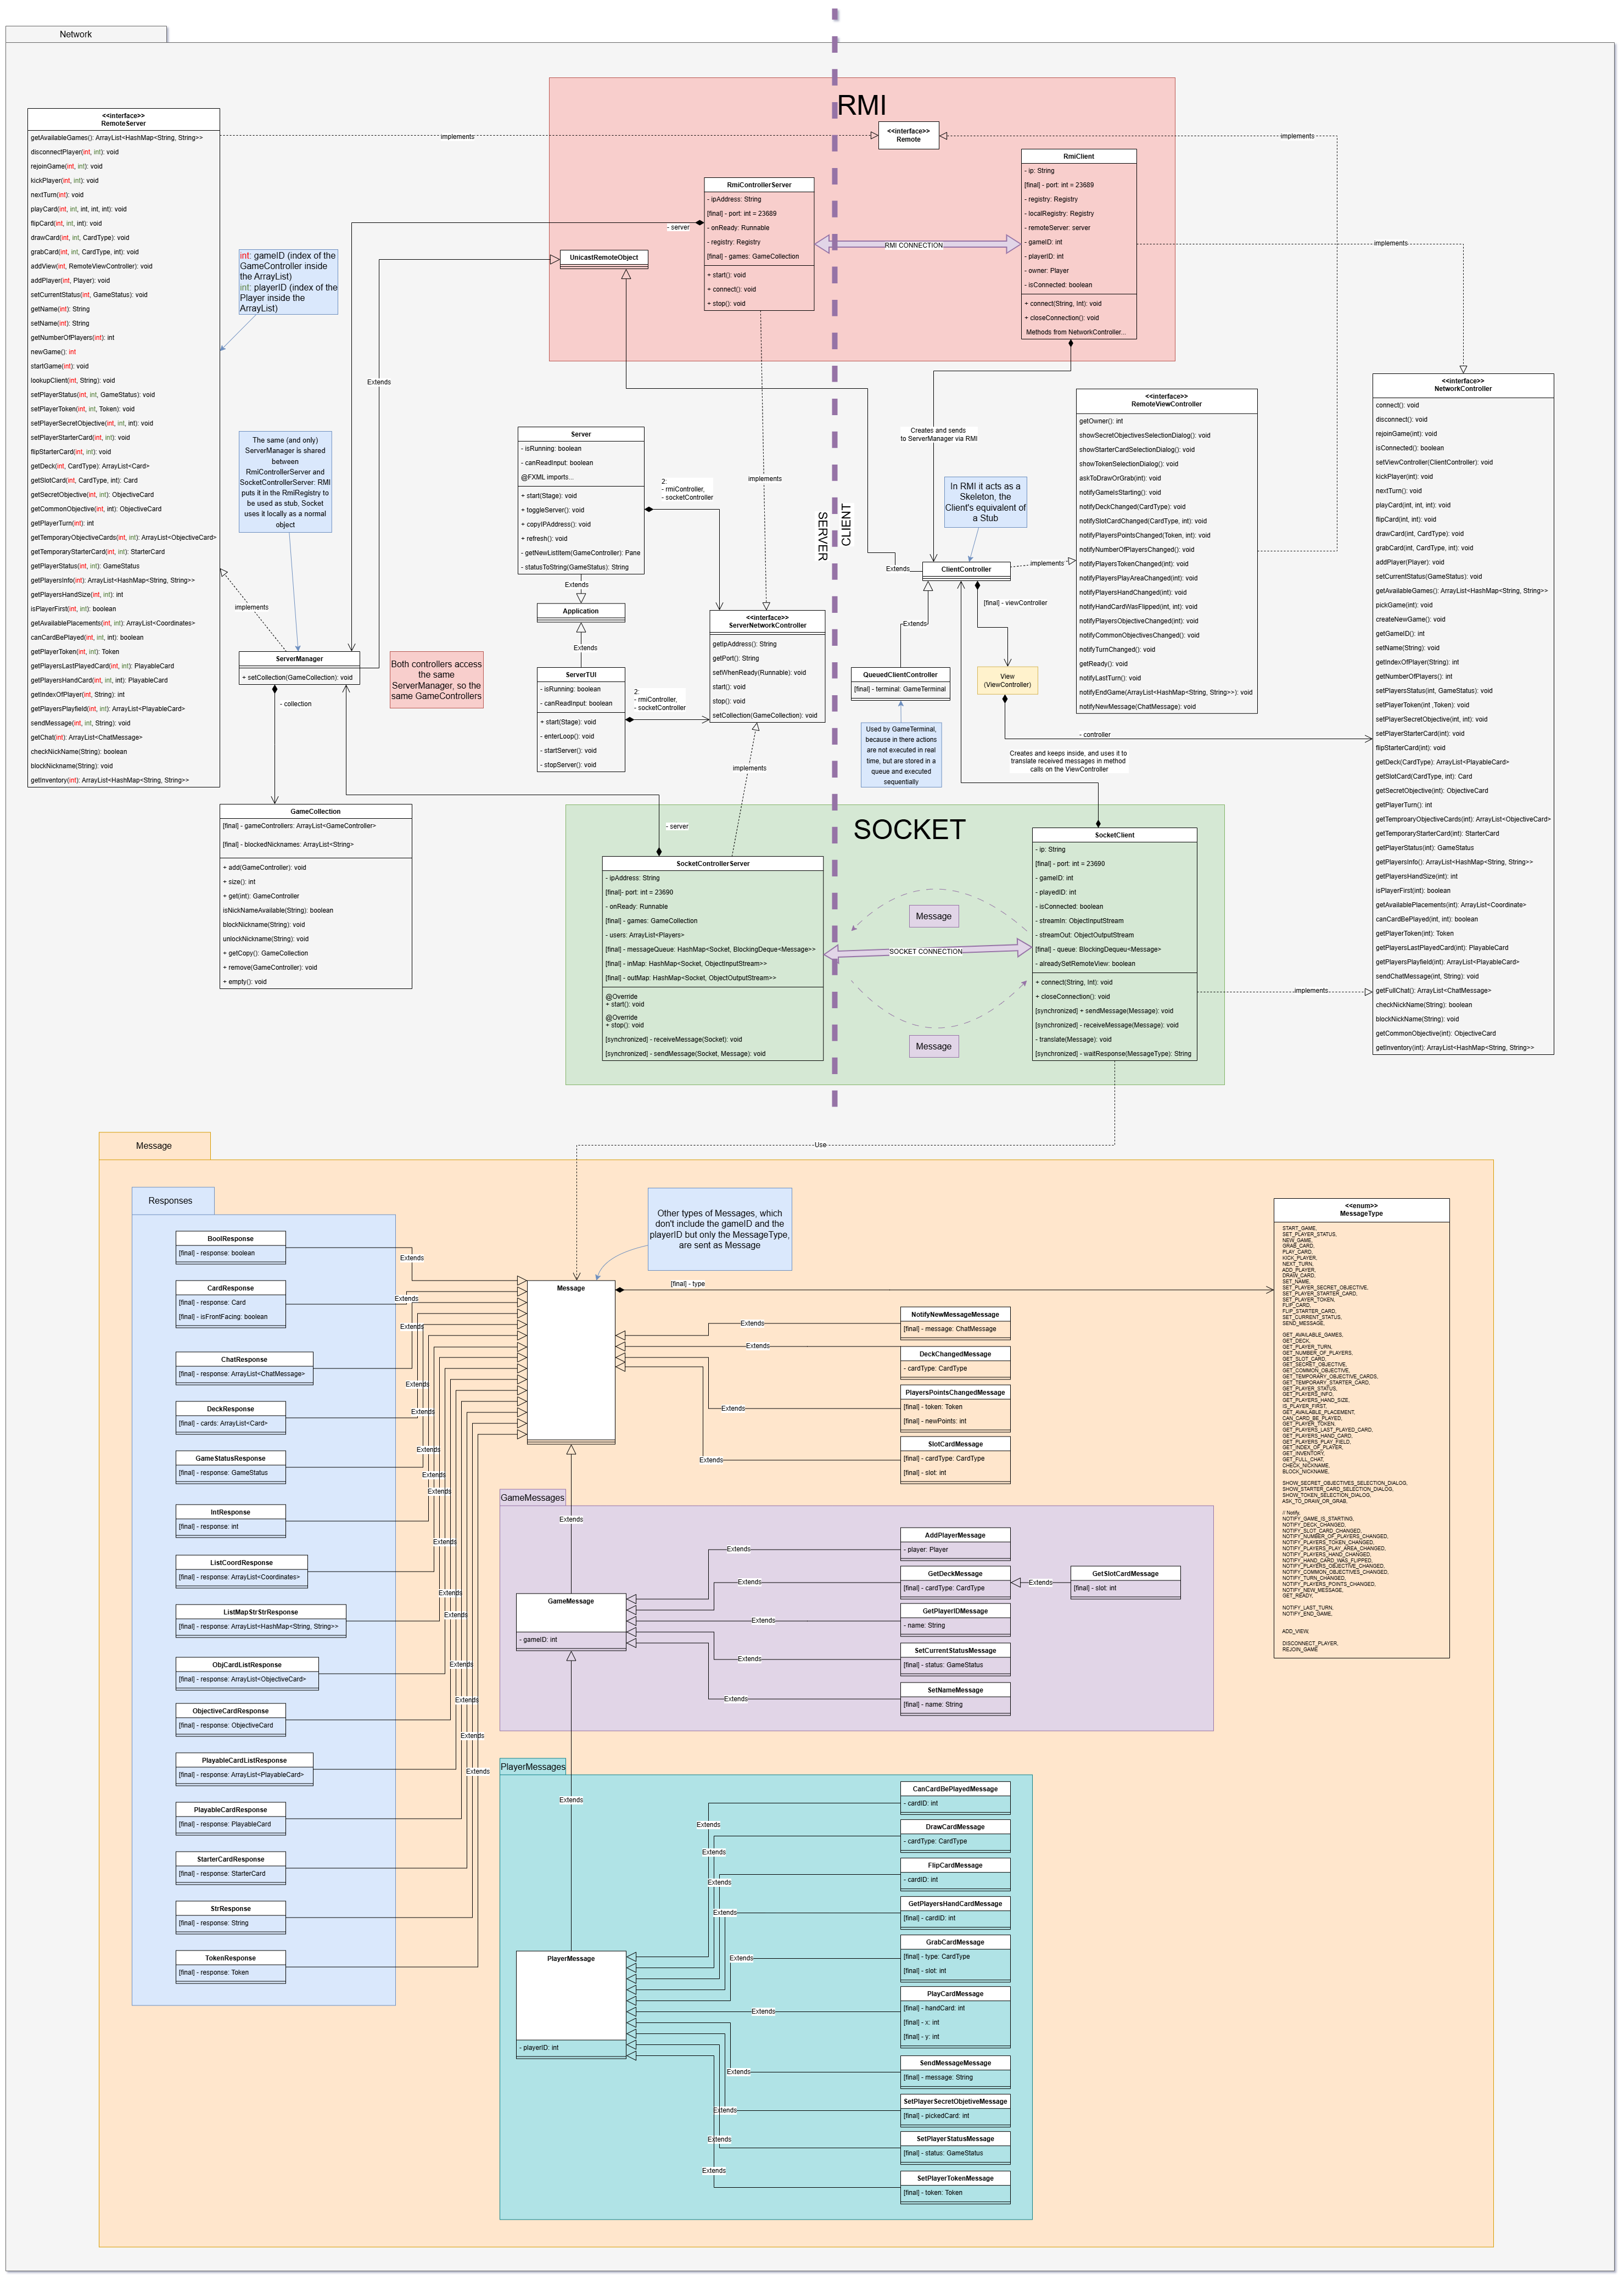 Network
RMI
<<interface>>
RemoteServer
getAvailableGames(): ArrayList<HashMap<String, String>>
disconnectPlayer(int, int): void
rejoinGame(int, int): void
kickPlayer(int, int): void
nextTurn(int): void
playCard(int, int, int, int, int): void
flipCard(int, int, int): void
drawCard(int, int, CardType): void
grabCard(int, int, CardType, int): void
addView(int, RemoteViewController): void
addPlayer(int, Player): void
setCurrentStatus(int, GameStatus): void
getName(int): String
setName(int): String
getNumberOfPlayers(int): int
newGame(): int
startGame(int): void
lookupClient(int, String): void
setPlayerStatus(int, int, GameStatus): void
setPlayerToken(int, int, Token): void
setPlayerSecretObjective(int, int, int): void
setPlayerStarterCard(int, int): void
flipStarterCard(int, int): void
getDeck(int, CardType): ArrayList<Card>
getSlotCard(int, CardType, int): Card
getSecretObjective(int, int): ObjectiveCard
getCommonObjective(int, int): ObjectiveCard
getPlayerTurn(int): int
getTemporaryObjectiveCards(int, int): ArrayList<ObjectiveCard>
getTemporaryStarterCard(int, int): StarterCard
getPlayerStatus(int, int): GameStatus
getPlayersInfo(int): ArrayList<HashMap<String, String>>
getPlayersHandSize(int, int): int
isPlayerFirst(int, int): boolean
getAvailablePlacements(int, int): ArrayList<Coordinates>
canCardBePlayed(int, int, int): boolean
getPlayerToken(int, int): Token
getPlayersLastPlayedCard(int, int): PlayableCard
getPlayersHandCard(int, int, int): PlayableCard
getIndexOfPlayer(int, String): int
getPlayersPlayfield(int, int): ArrayList<PlayableCard>
sendMessage(int, int, String): void
getChat(int): ArrayList<ChatMessage>
checkNickName(String): boolean
blockNickname(String): void
getInventory(int): ArrayList<HashMap<String, String>>
implements
<<interface>>
Remote
implements
RmiControllerServer
- ipAddress: String
[final] - port: int = 23689
- onReady: Runnable
- registry: Registry
[final] - games: GameCollection
+ start(): void
+ connect(): void
+ stop(): void
- server
RMI CONNECTION
RmiClient
- ip: String
[final] - port: int = 23689
- registry: Registry
- localRegistry: Registry
- remoteServer: server
- gameID: int
- playerID: int
- owner: Player
- isConnected: boolean
+ connect(String, Int): void
+ closeConnection(): void
Methods from NetworkController...
implements
UnicastRemoteObject
int: gameID (index of the
GameController inside
the ArrayList)
int: playerID (index of the
Player inside the
ArrayList)
Extends
The same (and only)
ServerManager is shared
between
RmiControllerServer and
SocketControllerServer: RMI
puts it in the RmiRegistry to
be used as stub, Socket
uses it locally as a normal
object
implements
ServerManager
+ setCollection(GameCollection): void
- collection
Both controllers access
the same
ServerManager, so the
same GameControllers
Server
- isRunning: boolean
- canReadInput: boolean
@FXML imports...
+ start(Stage): void
+ toggleServer(): void
+ copyIPAddress(): void
+ refresh(): void
- getNewListItem(GameController): Pane
- statusToString(GameStatus): String
2:
- rmiController,
- socketController
Extends
Application
Extends
ServerTUI
- isRunning: boolean
- canReadInput: boolean
+ start(Stage): void
- enterLoop(): void
- startServer(): void
- stopServer(): void
2:
- rmiController,
- socketController
implements
<<interface>>
ServerNetworkController
getIpAddress(): String
getPort(): String
setWhenReady(Runnable): void
start(): void
stop(): void
setCollection(GameCollection): void
implements
SERVER
CLIENT
Creates and sends
to ServerManager via RMI
In RMI it acts as a
Skeleton, the
Client's equivalent of
a Stub
Extends
ClientController
implements
[final] - viewController
Extends
QueuedClientController
[final] - terminal: GameTerminal
Used by GameTerminal,
because in there actions
are not executed in real
time, but are stored in a
queue and executed
sequentially
View
(ViewController)
- controller
Creates and keeps inside, and uses it to
translate received messages in method
calls on the ViewController
<<interface>>
RemoteViewController
getOwner(): int
showSecretObjectivesSelectionDialog(): void
showStarterCardSelectionDialog(): void
showTokenSelectionDialog(): void
askToDrawOrGrab(int): void
notifyGameIsStarting(): void
notifyDeckChanged(CardType): void
notifySlotCardChanged(CardType, int): void
notifyPlayersPointsChanged(Token, int): void
notifyNumberOfPlayersChanged(): void
notifyPlayersTokenChanged(int): void
notifyPlayersPlayAreaChanged(int): void
notifyPlayersHandChanged(int): void
notifyHandCardWasFlipped(int, int): void
notifyPlayersObjectiveChanged(int): void
notifyCommonObjectivesChanged(): void
notifyTurnChanged(): void
getReady(): void
notifyLastTurn(): void
notifyEndGame(ArrayList<HashMap<String, String>>): void
notifyNewMessage(ChatMessage): void
<<interface>>
NetworkController
connect(): void
disconnect(): void
rejoinGame(int): void
isConnected(): boolean
setViewController(ClientController): void
kickPlayer(int): void
nextTurn(): void
playCard(int, int, int): void
flipCard(int, int): void
drawCard(int, CardType): void
grabCard(int, CardType, int): void
addPlayer(Player): void
setCurrentStatus(GameStatus): void
getAvailableGames(): ArrayList<HashMap<String, String>>
pickGame(int): void
createNewGame(): void
getGameID(): int
setName(String): void
getIndexOfPlayer(String): int
getNumberOfPlayers(): int
setPlayersStatus(int, GameStatus): void
setPlayerToken(int ,Token): void
setPlayerSecretObjective(int, int): void
setPlayerStarterCard(int): void
flipStarterCard(int): void
getDeck(CardType): ArrayList<PlayableCard>
getSlotCard(CardType, int): Card
getSecretObjective(int): ObjectiveCard
getPlayerTurn(): int
getTemproaryObjectiveCards(int): ArrayList<ObjectiveCard>
getTemporaryStarterCard(int): StarterCard
getPlayerStatus(int): GameStatus
getPlayersInfo(): ArrayList<HashMap<String, String>>
getPlayersHandSize(int): int
isPlayerFirst(int): boolean
getAvailablePlacements(int): ArrayList<Coordinate>
canCardBePlayed(int, int): boolean
getPlayerToken(int): Token
getPlayersLastPlayedCard(int): PlayableCard
getPlayersPlayfield(int): ArrayList<PlayableCard>
sendChatMessage(int, String): void
getFullChat(): ArrayList<ChatMessage>
checkNickName(String): boolean
blockNickName(String): void
getCommonObjective(int): ObjectiveCard
getInventory(int): ArrayList<HashMap<String, String>>
GameCollection
[final] - gameControllers: ArrayList<GameController>
[final] - blockedNicknames: ArrayList<String>
+ add(GameController): void
+ size(): int
+ get(int): GameController
isNickNameAvailable(String): boolean
blockNickname(String): void
unlockNickname(String): void
+ getCopy(): GameCollection
+ remove(GameController): void
+ empty(): void
SOCKET
- server
SocketControllerServer
- ipAddress: String
[final]- port: int = 23690
- onReady: Runnable
[final] - games: GameCollection
- users: ArrayList<Players>
[final] - messageQueue: HashMap<Socket, BlockingDeque<Message>>
[final] - inMap: HashMap<Socket, ObjectInputStream>>
[final] - outMap: HashMap<Socket, ObjectOutputStream>>
@Override
+ start(): void
@Override
+ stop(): void
[synchronized] - receiveMessage(Socket): void
[synchronized] - sendMessage(Socket, Message): void
Message
SOCKET CONNECTION
Message
SocketClient
- ip: String
[final] - port: int = 23690
- gameID: int
- playedID: int
- isConnected: boolean
- streamIn: ObjectInputStream
- streamOut: ObjectOutputStream
[final] - queue: BlockingDequeu<Message>
- alreadySetRemoteView: boolean
+ connect(String, Int): void
+ closeConnection(): void
[synchronized] + sendMessage(Message): void
[synchronized] - receiveMessage(Message): void
- translate(Message): void
[synchronized] - waitResponse(MessageType): String
implements
Use
Message
Responses
BoolResponse
[final] - response: boolean
Extends
CardResponse
[final] - response: Card
[final] - isFrontFacing: boolean
Extends
ChatResponse
[final] - response: ArrayList<ChatMessage>
Extends
DeckResponse
[final] - cards: ArrayList<Card>
Extends
GameStatusResponse
[final] - response: GameStatus
Extends
IntResponse
[final] - response: int
Extends
ListCoordResponse
[final] - response: ArrayList<Coordinates>
Extends
ListMapStrStrResponse
[final] - response: ArrayList<HashMap<String, String>>
Extends
ObjCardListResponse
[final] - response: ArrayList<ObjectiveCard>
Extends
ObjectiveCardResponse
[final] - response: ObjectiveCard
Extends
PlayableCardListResponse
[final] - response: ArrayList<PlayableCard>
Extends
PlayableCardResponse
[final] - response: PlayableCard
Extends
StarterCardResponse
[final] - response: StarterCard
Extends
StrResponse
[final] - response: String
Extends
TokenResponse
[final] - response: Token
Other types of Messages, which
don't include the gameID and the
playerID but only the MessageType,
are sent as Message
Message
[final] - type
NotifyNewMessageMessage
[final] - message: ChatMessage
Extends
DeckChangedMessage
- cardType: CardType
Extends
PlayersPointsChangedMessage
[final] - token: Token
[final] - newPoints: int
Extends
SlotCardMessage
[final] - cardType: CardType
[final] - slot: int
Extends
<<enum>>
MessageType
START_GAME,
SET_PLAYER_STATUS,
NEW_GAME,
GRAB_CARD,
PLAY_CARD,
KICK_PLAYER,
NEXT_TURN,
ADD_PLAYER,
DRAW_CARD,
SET_NAME,
SET_PLAYER_SECRET_OBJECTIVE,
SET_PLAYER_STARTER_CARD,
SET_PLAYER_TOKEN,
FLIP_CARD,
FLIP_STARTER_CARD,
SET_CURRENT_STATUS,
SEND_MESSAGE,
GET_AVAILABLE_GAMES,
GET_DECK,
GET_PLAYER_TURN,
GET_NUMBER_OF_PLAYERS,
GET_SLOT_CARD,
GET_SECRET_OBJECTIVE,
GET_COMMON_OBJECTIVE,
GET_TEMPORARY_OBJECTIVE_CARDS,
GET_TEMPORARY_STARTER_CARD,
GET_PLAYER_STATUS,
GET_PLAYERS_INFO,
GET_PLAYERS_HAND_SIZE,
IS_PLAYER_FIRST,
GET_AVAILABLE_PLACEMENT,
CAN_CARD_BE_PLAYED,
GET_PLAYER_TOKEN,
GET_PLAYERS_LAST_PLAYED_CARD,
GET_PLAYERS_HAND_CARD,
GET_PLAYERS_PLAY_FIELD,
GET_INDEX_OF_PLAYER,
GET_INVENTORY,
GET_FULL_CHAT,
CHECK_NICKNAME,
BLOCK_NICKNAME,
SHOW_SECRET_OBJECTIVES_SELECTION_DIALOG,
SHOW_STARTER_CARD_SELECTION_DIALOG,
SHOW_TOKEN_SELECTION_DIALOG,
ASK_TO_DRAW_OR_GRAB,
// Notify,
NOTIFY_GAME_IS_STARTING,
NOTIFY_DECK_CHANGED,
NOTIFY_SLOT_CARD_CHANGED,
NOTIFY_NUMBER_OF_PLAYERS_CHANGED,
NOTIFY_PLAYERS_TOKEN_CHANGED,
NOTIFY_PLAYERS_PLAY_AREA_CHANGED,
NOTIFY_PLAYERS_HAND_CHANGED,
NOTIFY_HAND_CARD_WAS_FLIPPED,
NOTIFY_PLAYERS_OBJECTIVE_CHANGED,
NOTIFY_COMMON_OBJECTIVES_CHANGED,
NOTIFY_TURN_CHANGED,
NOTIFY_PLAYERS_POINTS_CHANGED,
NOTIFY_NEW_MESSAGE,
GET_READY,
NOTIFY_LAST_TURN,
NOTIFY_END_GAME,
ADD_VIEW,
DISCONNECT_PLAYER,
REJOIN_GAME
GameMessages
Extends
GameMessage
- gameID: int
AddPlayerMessage
- player: Player
Extends
GetDeckMessage
[final] - cardType: CardType
Extends
GetSlotCardMessage
[final] - slot: int
Extends
GetPlayerIDMessage
- name: String
Extends
SetCurrentStatusMessage
[final] - status: GameStatus
Extends
SetNameMessage
[final] - name: String
Extends
PlayerMessages
Extends
PlayerMessage
- playerID: int
CanCardBePlayedMessage
- cardID: int
Extends
DrawCardMessage
- cardType: CardType
Extends
FlipCardMessage
- cardID: int
Extends
GetPlayersHandCardMessage
[final] - cardID: int
Extends
GrabCardMessage
[final] - type: CardType
[final] - slot: int
Extends
PlayCardMessage
[final] - handCard: int
[final] - x: int
[final] - y: int
Extends
SendMessageMessage
[final] - message: String
Extends
SetPlayerSecretObjetiveMessage
[final] - pickedCard: int
Extends
SetPlayerStatusMessage
[final] - status: GameStatus
Extends
SetPlayerTokenMessage
[final] - token: Token
Extends